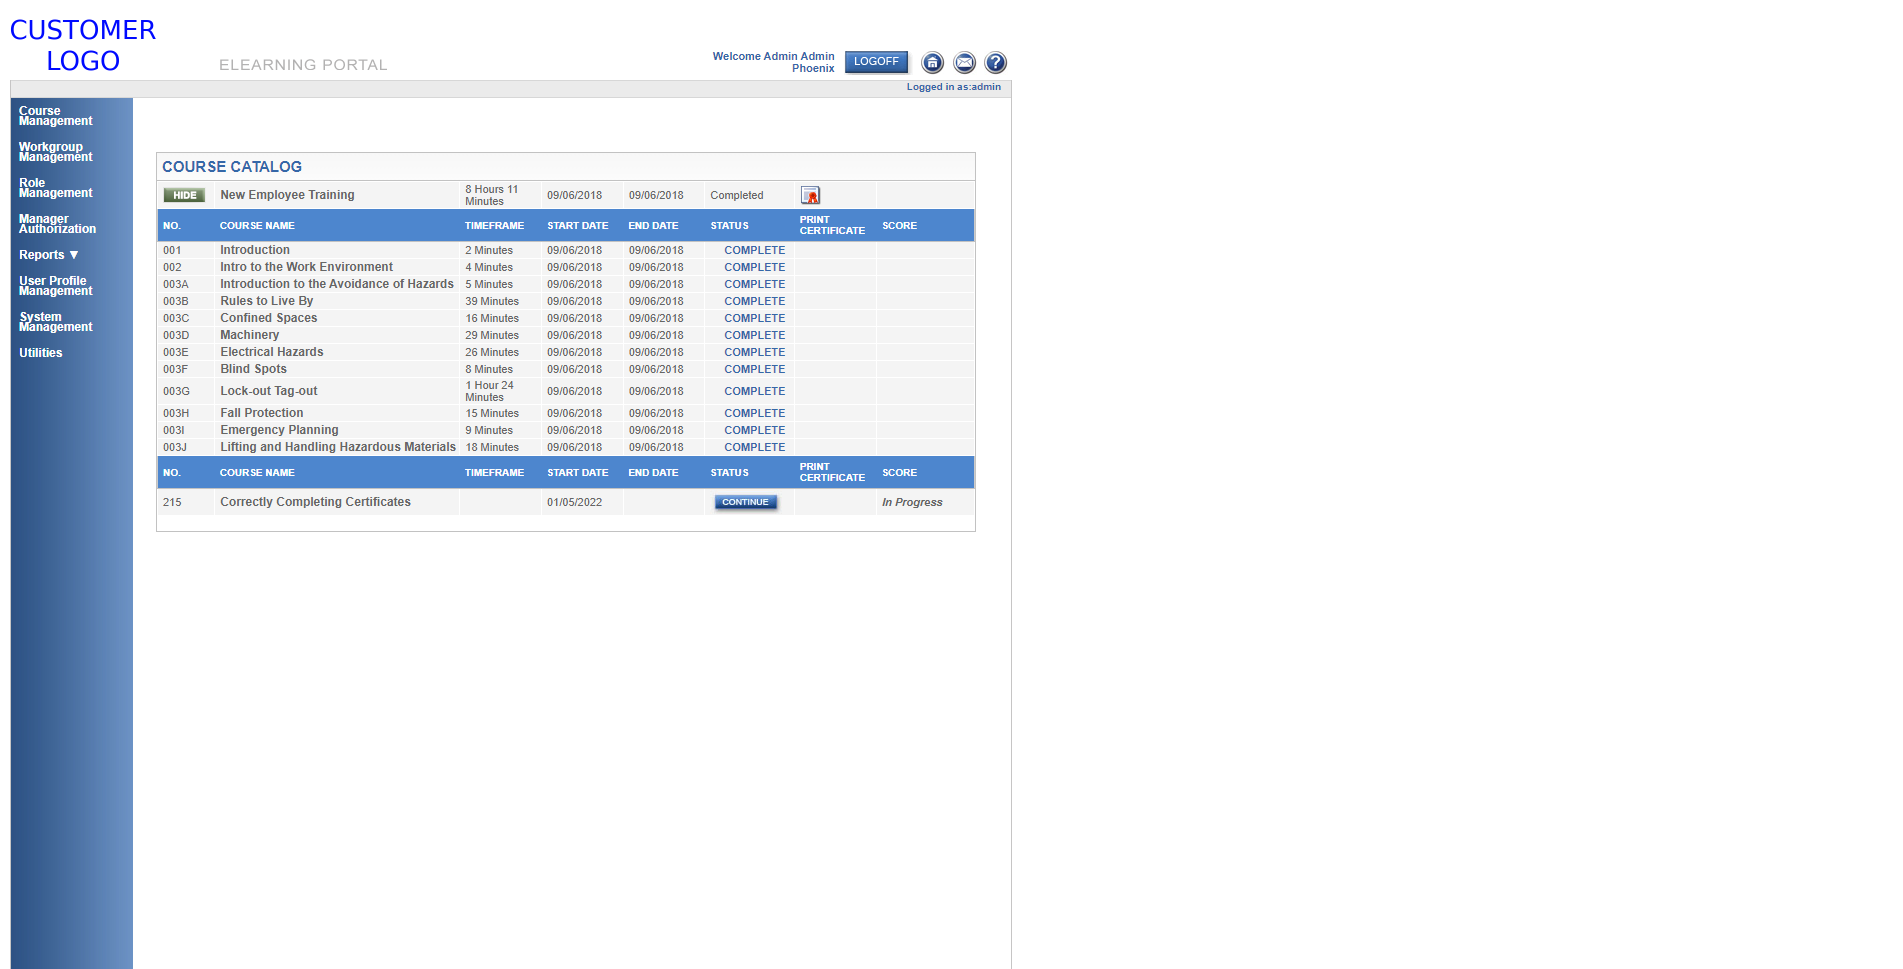 CUSTOMER
LOGO
ELEARNING PORTAL
Welcome Admin Admin
Phoenix
LOGOFF
Logged in as:admin
Course
Management
Workgroup
Management
Role
Management
Manager
Authorization
Reports ▼
User Profile
Management
System
Management
Utilities
COURSE CATALOG
HIDE New Employee Training 8 Hours 11 Minutes 09/06/2018 09/06/2018 Completed
NO. COURSE NAME TIMEFRAME START DATE END DATE STATUS PRINT CERTIFICATE SCORE
001 Introduction 2 Minutes 09/06/2018 09/06/2018 COMPLETE
002 Intro to the Work Environment 4 Minutes 09/06/2018 09/06/2018 COMPLETE
003A Introduction to the Avoidance of Hazards 5 Minutes 09/06/2018 09/06/2018 COMPLETE
003B Rules to Live By 39 Minutes 09/06/2018 09/06/2018 COMPLETE
003C Confined Spaces 16 Minutes 09/06/2018 09/06/2018 COMPLETE
003D Machinery 29 Minutes 09/06/2018 09/06/2018 COMPLETE
003E Electrical Hazards 26 Minutes 09/06/2018 09/06/2018 COMPLETE
003F Blind Spots 8 Minutes 09/06/2018 09/06/2018 COMPLETE
003G Lock-out Tag-out 1 Hour 24 Minutes 09/06/2018 09/06/2018 COMPLETE
003H Fall Protection 15 Minutes 09/06/2018 09/06/2018 COMPLETE
003I Emergency Planning 9 Minutes 09/06/2018 09/06/2018 COMPLETE
003J Lifting and Handling Hazardous Materials 18 Minutes 09/06/2018 09/06/2018 COMPLETE
NO. COURSE NAME TIMEFRAME START DATE END DATE STATUS PRINT CERTIFICATE SCORE
215 Correctly Completing Certificates 01/05/2022 CONTINUE In Progress